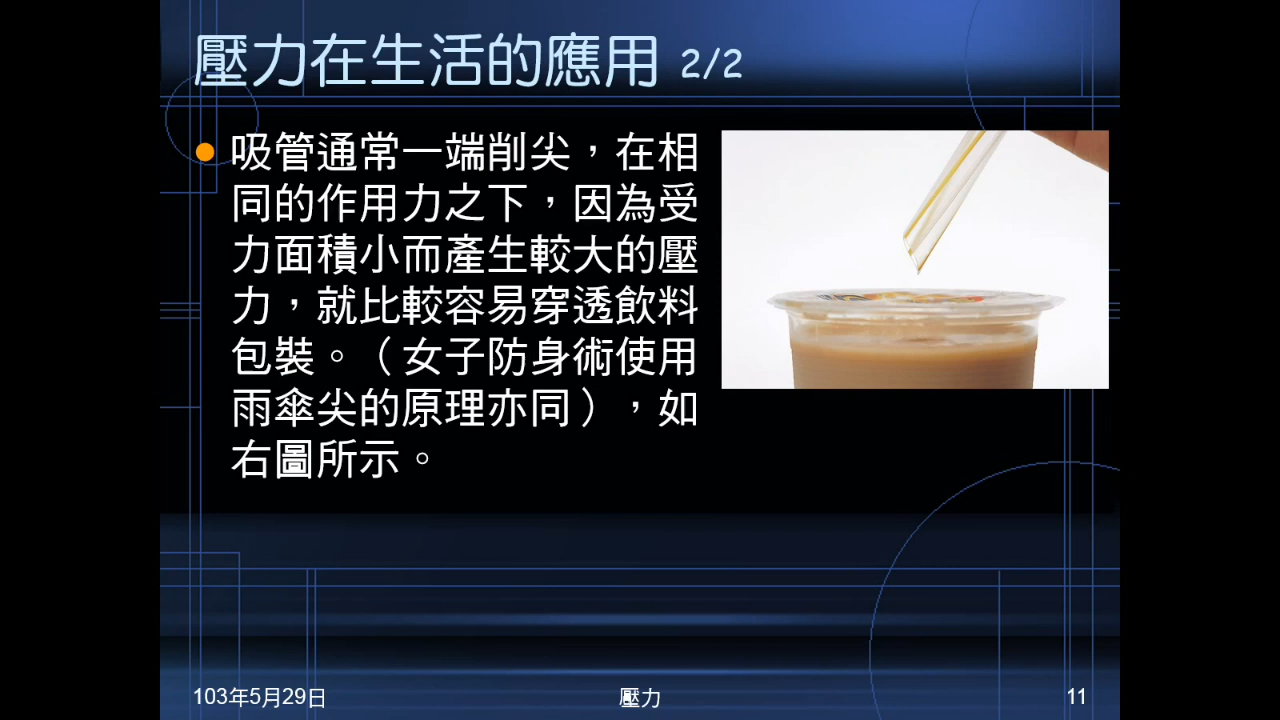 壓力在生活的應用 2/2
吸管通常一端削尖，在相
同的作用力之下，因為受
力面積小而產生較大的壓
力，就比較容易穿透飲料
包裝。（女子防身術使用
雨傘尖的原理亦同），如
右圖所示。
103年5月29日
壓力
11